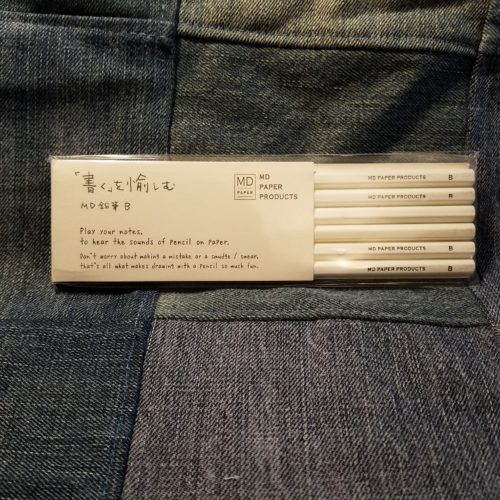 「書く」を愉しむ
MD鉛筆 B
Play your notes,
to hear the sounds of pencil on paper.
Don't worry about making a mistake or a smudge / smear,
that's all what makes drawing with a pencil so much fun.
MD
PAPER
MD
PAPER
PRODUCTS
MD PAPER PRODUCTS B
MD PAPER PRODUCTS B
MD PAPER PRODUCTS B
MD PAPER PRODUCTS B